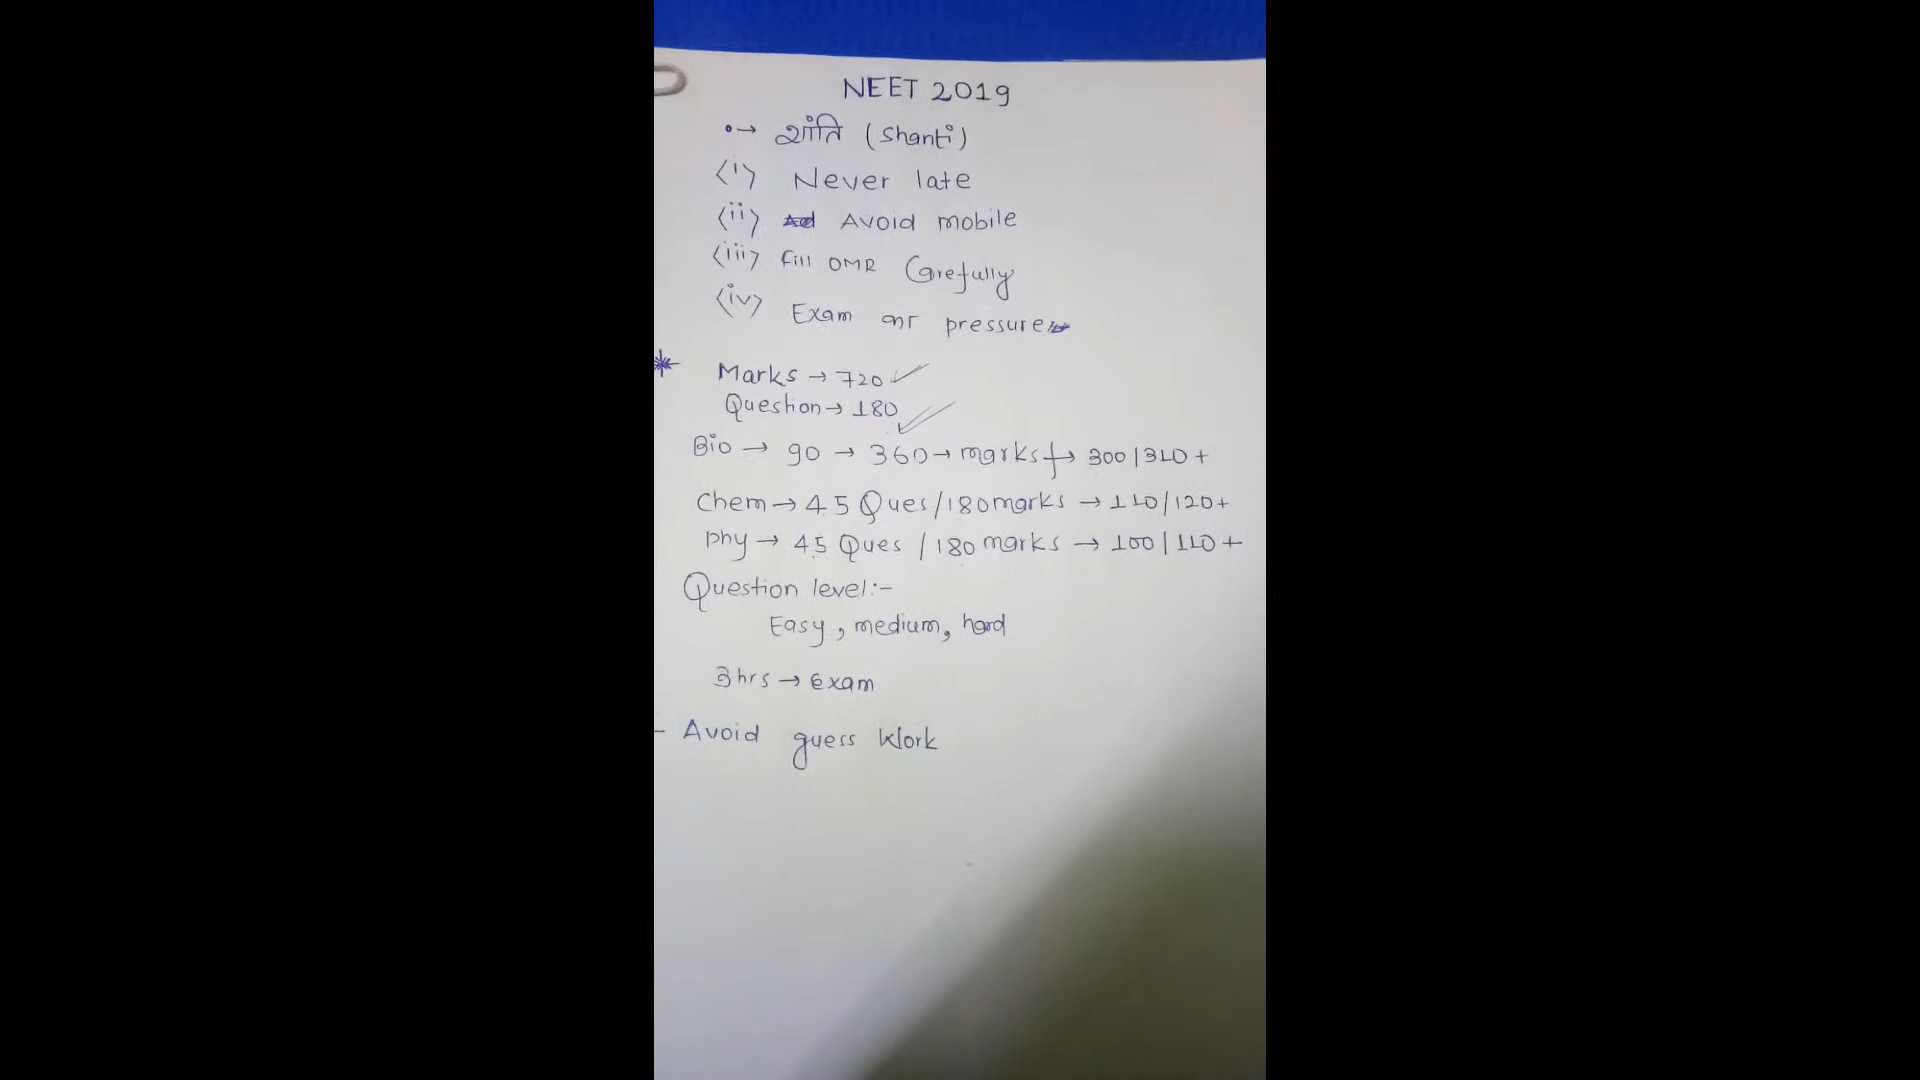 NEET 2019
•→ शांति (Shanti)
(i) Never late
(ii) Avoid mobile
(iii) Fill OMR Carefully
(iv) Exam का pressure
* Marks → 720 ✓
Question → 180
Bio → 90 → 360 → marks → 300/310+
Chem → 45 Ques/180 marks → 110/120+
Phy → 45 Ques / 180 marks → 100/110+
Question level:-
Easy, medium, hard
3 hrs → Exam
- Avoid guess Work